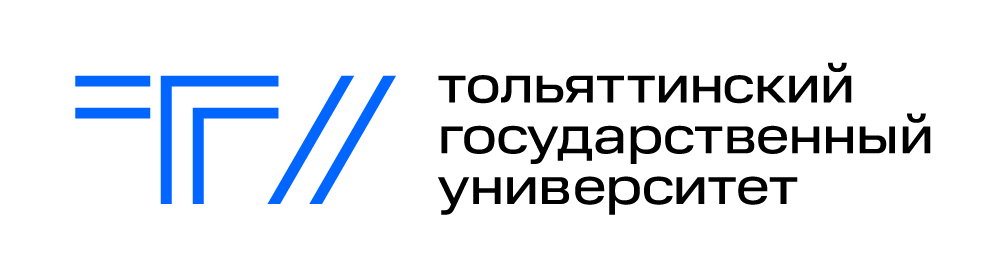 тольяттинский
государственный
университет